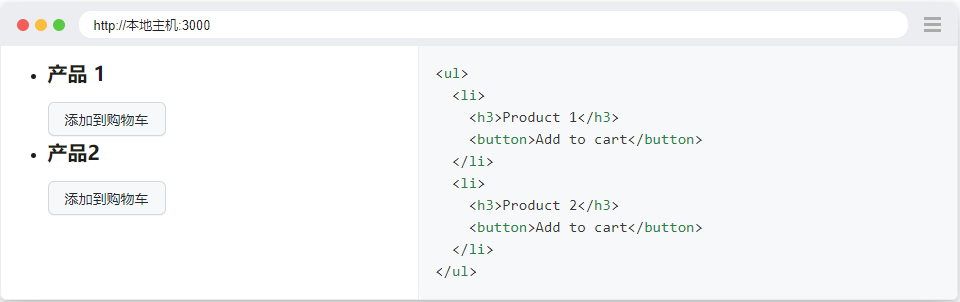 http://本地主机:3000
产品 1
添加到购物车
产品2
添加到购物车
<ul>
  <li>
    <h3>Product 1</h3>
    <button>Add to cart</button>
  </li>
  <li>
    <h3>Product 2</h3>
    <button>Add to cart</button>
  </li>
</ul>